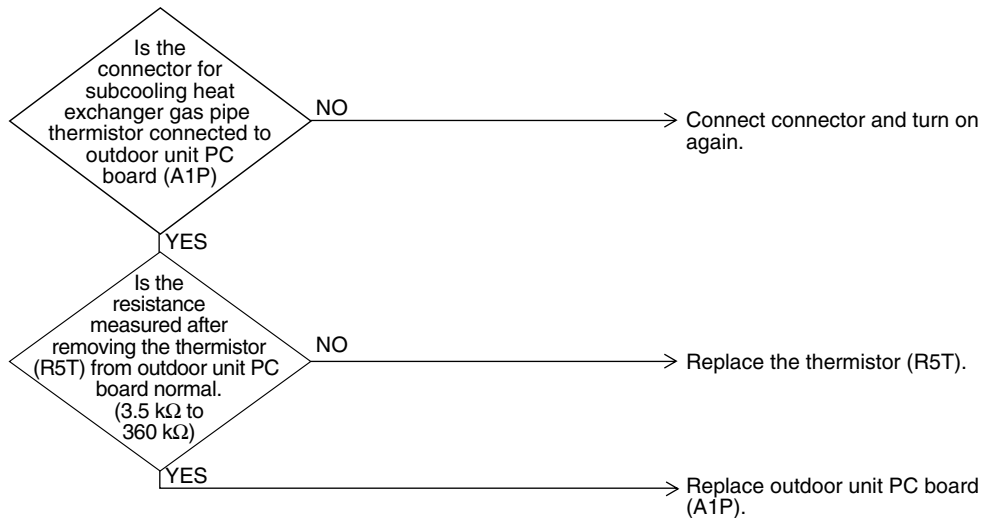 Is the
connector for
subcooling heat
exchanger gas pipe
thermistor connected to
outdoor unit PC
board (A1P)
NO
Connect connector and turn on
again.
YES
Is the
resistance
measured after
removing the thermistor
(R5T) from outdoor unit PC
board normal.
(3.5 kΩ to
360 kΩ)
NO
Replace the thermistor (R5T).
YES
Replace outdoor unit PC board
(A1P).